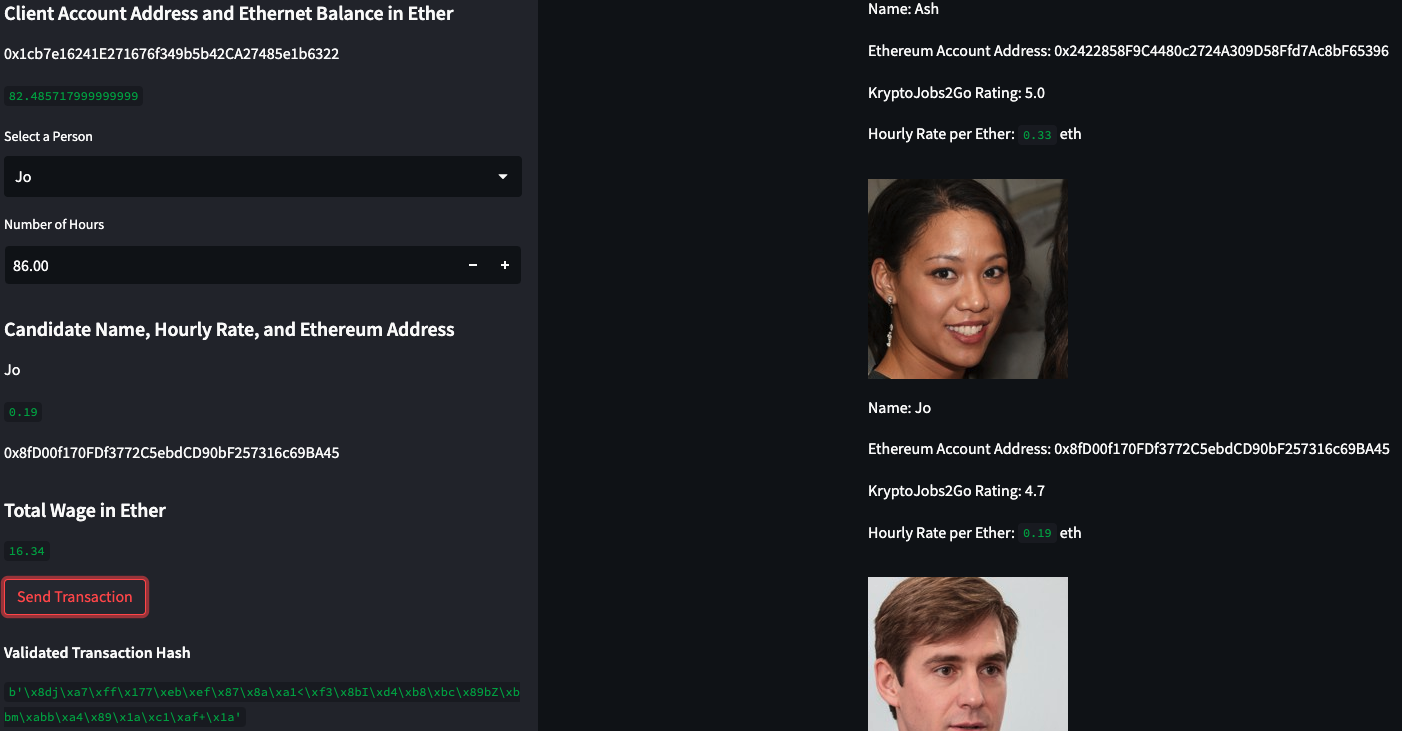 Client Account Address and Ethernet Balance in Ether
0x1cb7e16241E271676f349b5b42CA27485e1b6322
82.485717999999999
Select a Person
Jo
Number of Hours
86.00
Candidate Name, Hourly Rate, and Ethereum Address
Jo
0.19
0x8fD00f170FDf3772C5ebdCD90bF257316c69BA45
Total Wage in Ether
16.34
Send Transaction
Validated Transaction Hash
b'\x8dj\xa7\xff\x177\xeb\xef\x87\x8a\xa1<\xf3\x8bI\xd4\xb8\xbc\x89bZ\xb
bm\xabb\xa4\x89\x1a\xc1\xaf+\x1a'
Name: Ash
Ethereum Account Address: 0x2422858F9C4480c2724A309D58Ffd7Ac8bF65396
KryptoJobs2Go Rating: 5.0
Hourly Rate per Ether: 0.33 eth
Name: Jo
Ethereum Account Address: 0x8fD00f170FDf3772C5ebdCD90bF257316c69BA45
KryptoJobs2Go Rating: 4.7
Hourly Rate per Ether: 0.19 eth